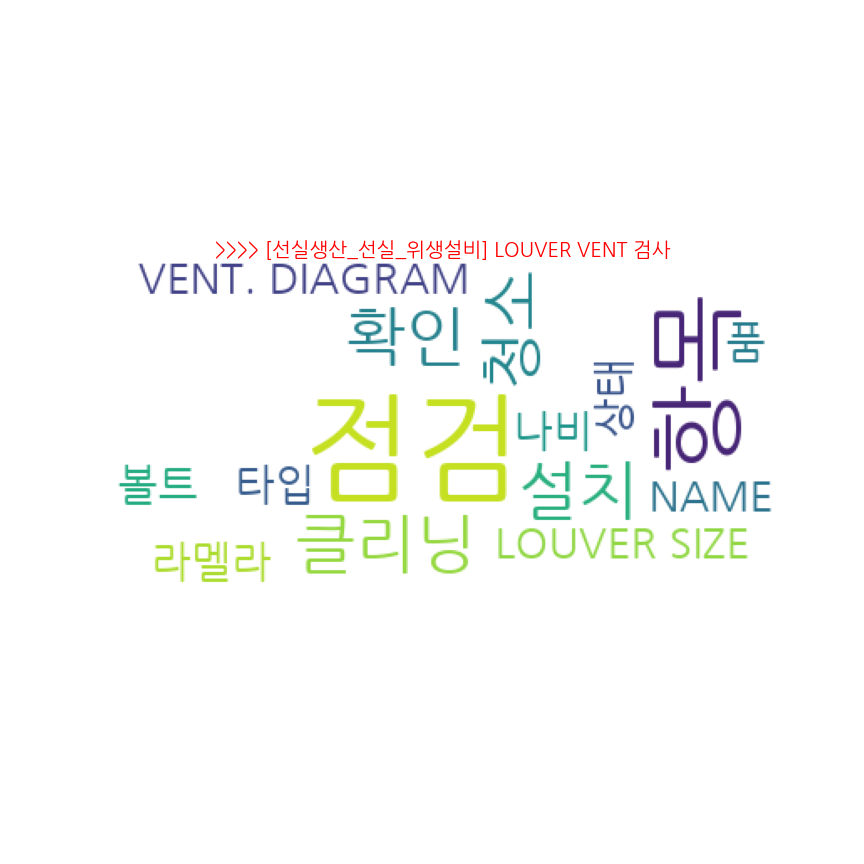 >>>> [선실생산_선실_위생설비] LOUVER VENT 검사
VENT. DIAGRAM
확인
청소
항목
품
상태
점검
나비
볼트
타입
설치
NAME
클리닝
LOUVER SIZE
라멜라